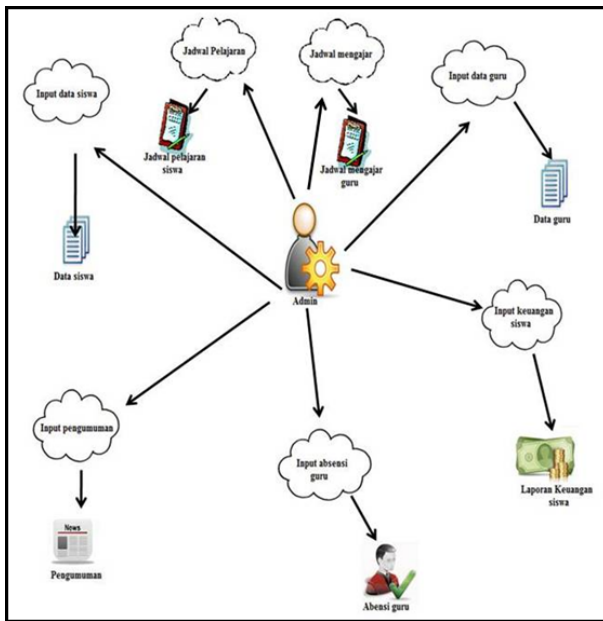 Jadwal Pelajaran
Jadwal mengajar
Input data siswa
Input data guru
Jadwal pelajaran
siswa
Jadwal mengajar
guru
Data guru
Data siswa
Admin
Input keuangan
siswa
Input pengumuman
Input absensi
guru
Laporan Keuangan
siswa
News
Pengumuman
Abensi guru